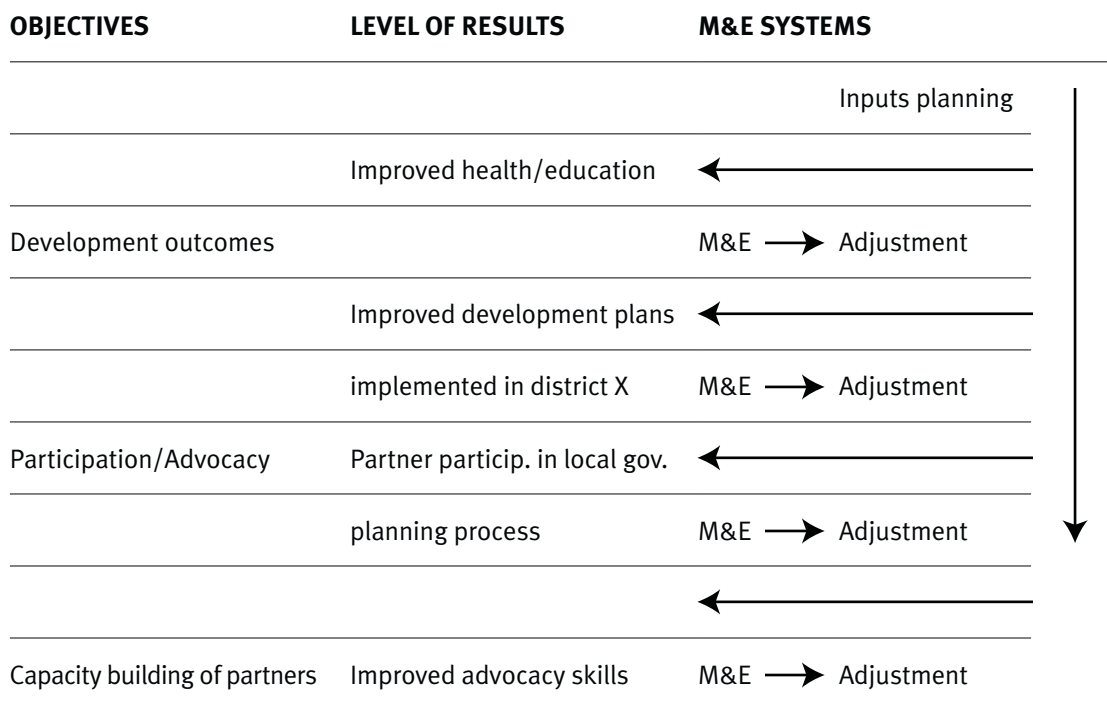 OBJECTIVES LEVEL OF RESULTS M&E SYSTEMS
Inputs planning
Improved health/education
Development outcomes M&E Adjustment
Improved development plans
implemented in district X M&E Adjustment
Participation/Advocacy Partner particip. in local gov.
planning process M&E Adjustment
Capacity building of partners Improved advocacy skills M&E Adjustment